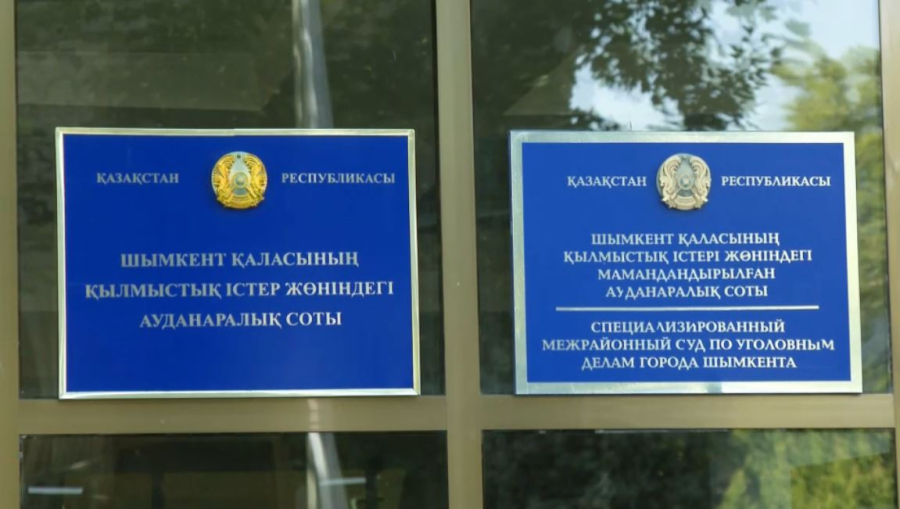 ҚАЗАҚСТАН РЕСПУБЛИКАСЫ
ШЫМКЕНТ ҚАЛАСЫНЫҢ
ҚЫЛМЫСТЫҚ ІСТЕР ЖӨНІНДЕГІ
АУДАНАРАЛЫҚ СОТЫ
ҚАЗАҚСТАН РЕСПУБЛИКАСЫ
ШЫМКЕНТ ҚАЛАСЫНЫҢ
ҚЫЛМЫСТЫҚ ІСТЕРІ ЖӨНІНДЕГІ
МАМАНДАНДЫРЫЛҒАН
АУДАНАРАЛЫҚ СОТЫ
СПЕЦИАЛИЗИРОВАННЫЙ
МЕЖРАЙОННЫЙ СУД ПО УГОЛОВНЫМ
ДЕЛАМ ГОРОДА ШЫМКЕНТА